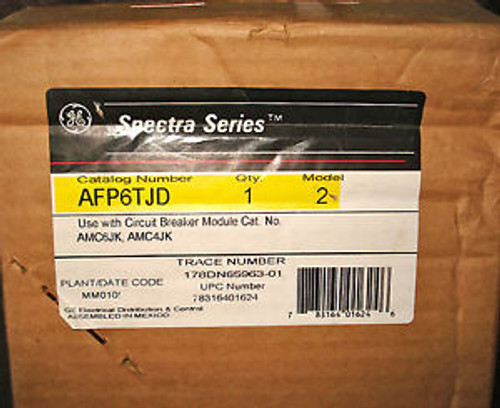 GE Spectra Series™
Catalog Number Qty. Model
AFP6TJD 1 2
Use with Circuit Breaker Module Cat. No.
AMC6JK, AMC4JK
TRACE NUMBER
178DN65963-01
PLANT/DATE CODE
MM010
UPC Number
78316401624
7 83164 01624 6
GE Electrical Distribution & Control
ASSEMBLED IN MEXICO